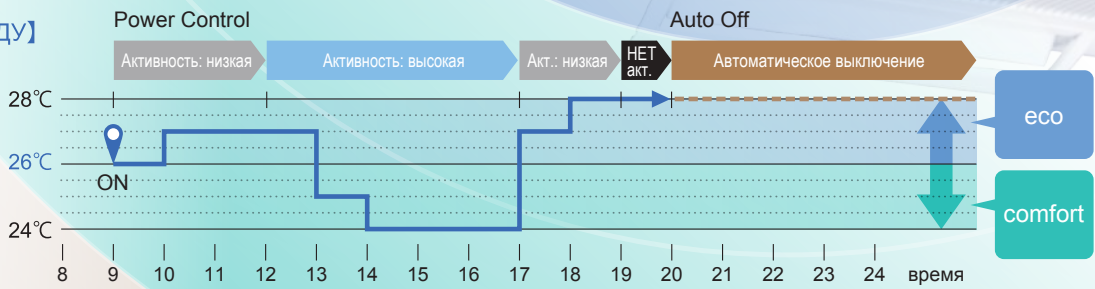 Power Control
Auto Off
ДУ】
Активность: низкая
Активность: высокая
Акт.: низкая
НЕТ
акт.
Автоматическое выключение
28℃
eco
26℃
ON
comfort
24℃
8 9 10 11 12 13 14 15 16 17 18 19 20 21 22 23 24 время